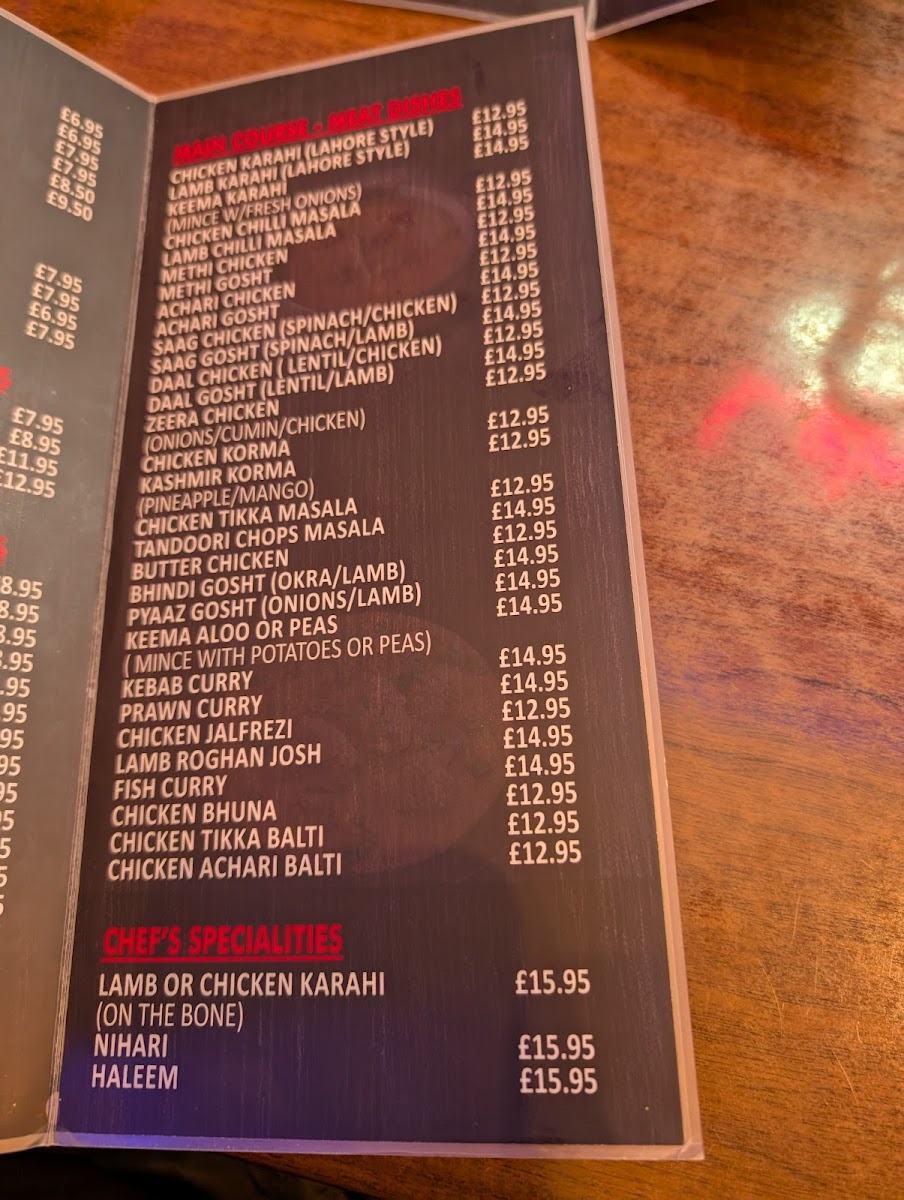 £6.95
£6.95
£7.95
£7.95
£8.50
£9.50
£7.95
£7.95
£6.95
£7.95
£7.95
£8.95
£11.95
£12.95
8.95
8.95
MAIN COURSE - MEAT DISHES
CHICKEN KARAHI (LAHORE STYLE) £12.95
LAMB KARAHI (LAHORE STYLE) £14.95
KEEMA KARAHI £14.95
(MINCE W/FRESH ONIONS)
CHICKEN CHILLI MASALA £12.95
LAMB CHILLI MASALA £14.95
METHI CHICKEN £12.95
METHI GOSHT £14.95
ACHARI CHICKEN £12.95
ACHARI GOSHT £14.95
SAAG CHICKEN (SPINACH/CHICKEN) £12.95
SAAG GOSHT (SPINACH/LAMB) £14.95
DAAL CHICKEN ( LENTIL/CHICKEN) £12.95
DAAL GOSHT (LENTIL/LAMB) £14.95
ZEERA CHICKEN £12.95
(ONIONS/CUMIN/CHICKEN)
CHICKEN KORMA £12.95
KASHMIR KORMA £12.95
(PINEAPPLE/MANGO)
CHICKEN TIKKA MASALA £12.95
TANDOORI CHOPS MASALA £14.95
BUTTER CHICKEN £12.95
BHINDI GOSHT (OKRA/LAMB) £14.95
PYAAZ GOSHT (ONIONS/LAMB) £14.95
KEEMA ALOO OR PEAS £14.95
( MINCE WITH POTATOES OR PEAS)
KEBAB CURRY £14.95
PRAWN CURRY £14.95
CHICKEN JALFREZI £12.95
LAMB ROGHAN JOSH £14.95
FISH CURRY £14.95
CHICKEN BHUNA £12.95
CHICKEN TIKKA BALTI £12.95
CHICKEN ACHARI BALTI £12.95
CHEF'S SPECIALITIES
LAMB OR CHICKEN KARAHI £15.95
(ON THE BONE)
NIHARI £15.95
HALEEM £15.95